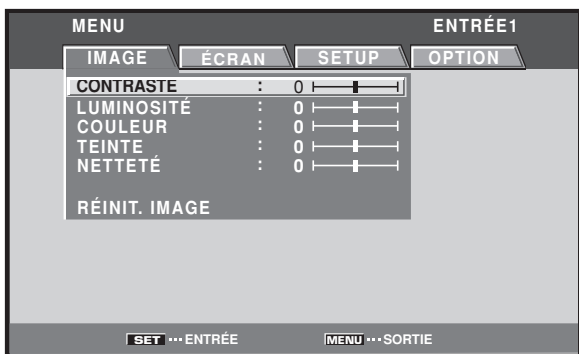 MENU ENTRÉE1
IMAGE ÉCRAN SETUP OPTION
CONTRASTE : 0
LUMINOSITÉ : 0
COULEUR : 0
TEINTE : 0
NETTETÉ : 0
RÉINIT. IMAGE
SET ··· ENTRÉE MENU ··· SORTIE